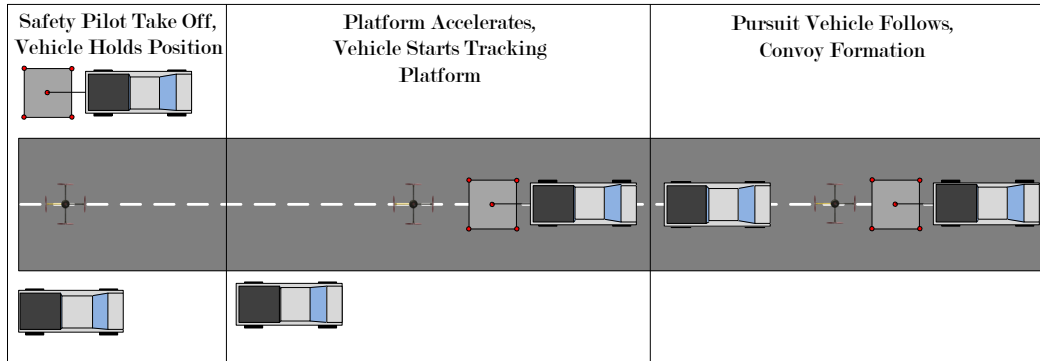 Safety Pilot Take Off,
Vehicle Holds Position
Platform Accelerates,
Vehicle Starts Tracking
Platform
Pursuit Vehicle Follows,
Convoy Formation